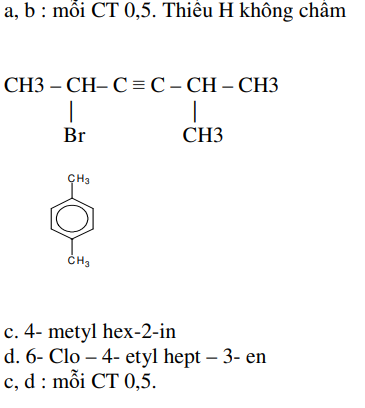 a, b : mỗi CT 0,5. Thiếu H không chấm
CH3 – CH– C ≡ C – CH – CH3
| |
Br CH3
CH3
CH3
c. 4- metyl hex-2-in
d. 6- Clo – 4- etyl hept – 3- en
c, d : mỗi CT 0,5.